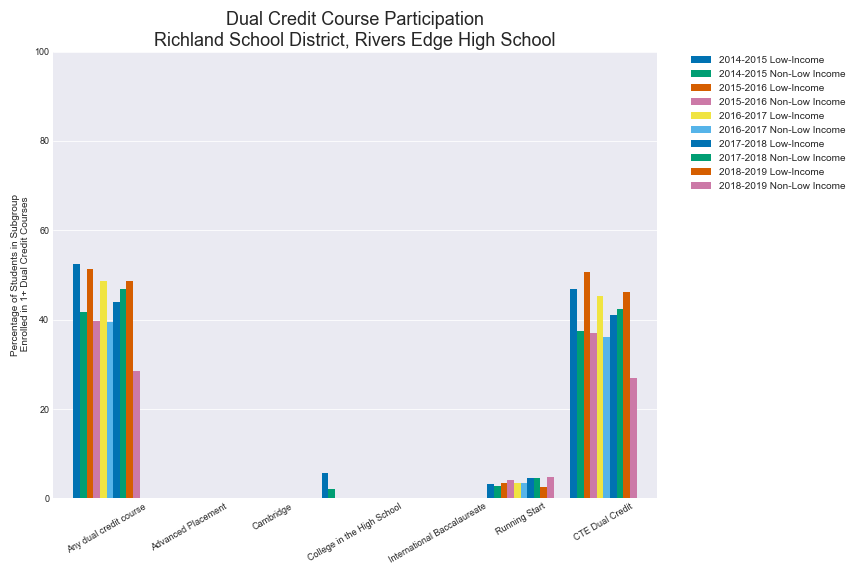 Dual Credit Course Participation
Richland School District, Rivers Edge High School
Percentage of Students in Subgroup
Enrolled in 1+ Dual Credit Courses
100
80
60
40
20
0
Any dual credit course
Advanced Placement
Cambridge
College in the High School
International Baccalaureate
Running Start
CTE Dual Credit
2014-2015 Low-Income
2014-2015 Non-Low Income
2015-2016 Low-Income
2015-2016 Non-Low Income
2016-2017 Low-Income
2016-2017 Non-Low Income
2017-2018 Low-Income
2017-2018 Non-Low Income
2018-2019 Low-Income
2018-2019 Non-Low Income